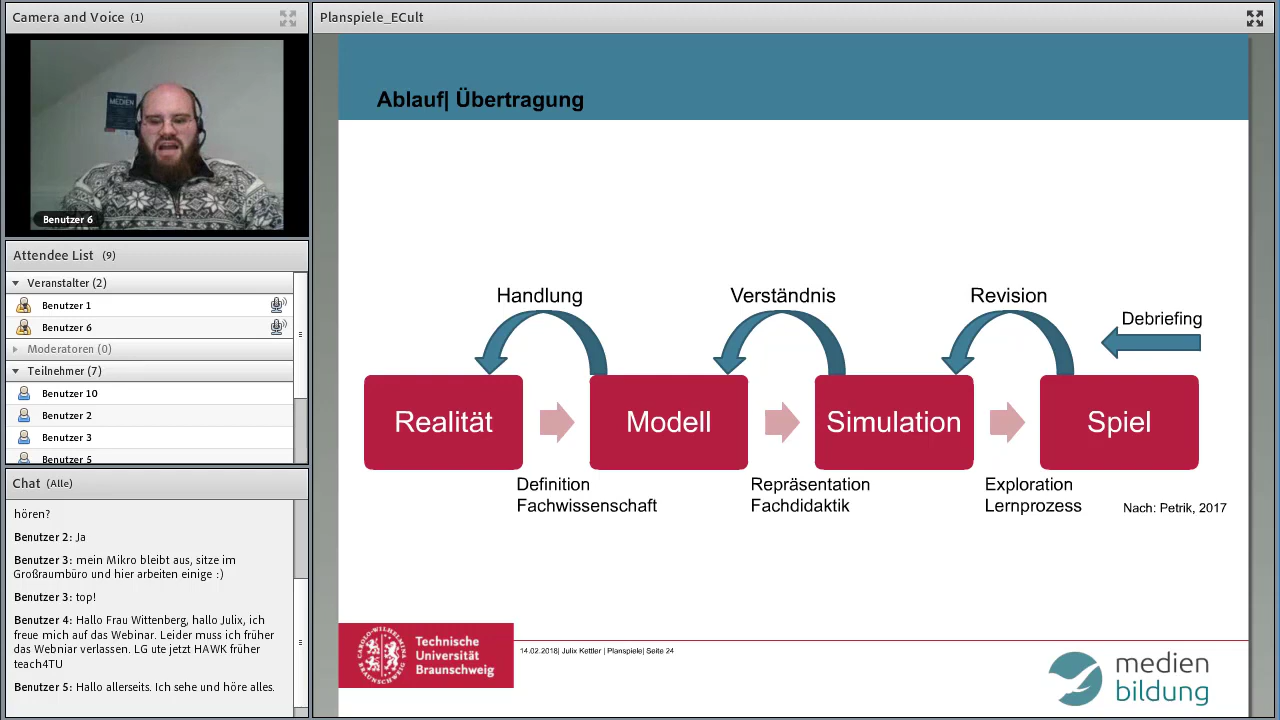 Camera and Voice (1)
MEDIEN
Benutzer 6
Attendee List (9)
Veranstalter (2)
Benutzer 1
Benutzer 6
Moderatoren (0)
Teilnehmer (7)
Benutzer 10
Benutzer 2
Benutzer 3
Benutzer 5
Chat (Alle)
hören?
Benutzer 2: Ja
Benutzer 3: mein Mikro bleibt aus, sitze im
Großraumbüro und hier arbeiten einige :)
Benutzer 3: top!
Benutzer 4: Hallo Frau Wittenberg, hallo Julix, ich
freue mich auf das Webinar. Leider muss ich früher
das Webniar verlassen. LG ute jetzt HAWK früher
teach4TU
Benutzer 5: Hallo allerseits. Ich sehe und höre alles.
Planspiele_ECult
Ablauf| Übertragung
Handlung
Verständnis
Revision
Debriefing
Realität
Modell
Simulation
Spiel
Definition
Fachwissenschaft
Repräsentation
Fachdidaktik
Exploration
Lernprozess
Nach: Petrik, 2017
CAROLO-WILHELMINA
BRAUNSCHWEIG
Technische
Universität
Braunschweig
14.02.2018| Julix Kettler | Planspiele| Seite 24
medien
bildung